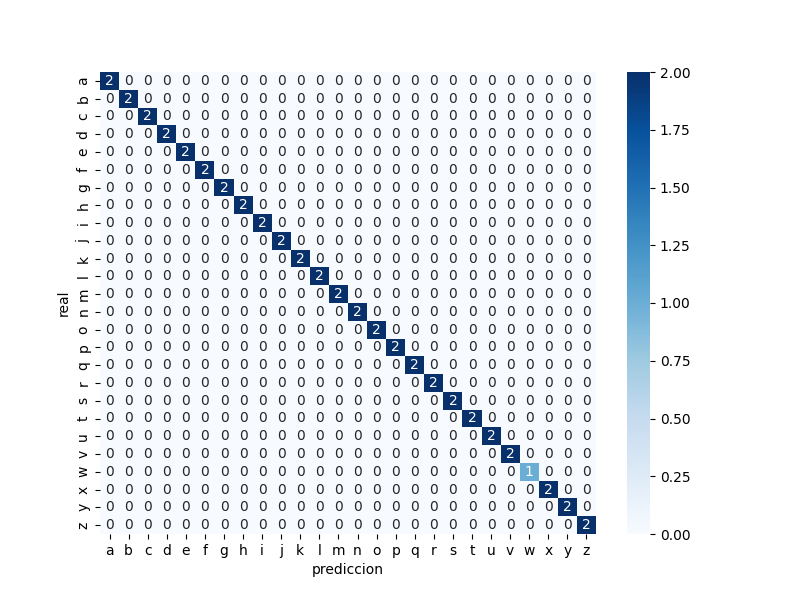 a 2 0 0 0 0 0 0 0 0 0 0 0 0 0 0 0 0 0 0 0 0 0 0 0 0 0
b 0 2 0 0 0 0 0 0 0 0 0 0 0 0 0 0 0 0 0 0 0 0 0 0 0 0
c 0 0 2 0 0 0 0 0 0 0 0 0 0 0 0 0 0 0 0 0 0 0 0 0 0 0
d 0 0 0 2 0 0 0 0 0 0 0 0 0 0 0 0 0 0 0 0 0 0 0 0 0 0
e 0 0 0 0 2 0 0 0 0 0 0 0 0 0 0 0 0 0 0 0 0 0 0 0 0 0
f 0 0 0 0 0 2 0 0 0 0 0 0 0 0 0 0 0 0 0 0 0 0 0 0 0 0
g 0 0 0 0 0 0 2 0 0 0 0 0 0 0 0 0 0 0 0 0 0 0 0 0 0 0
h 0 0 0 0 0 0 0 2 0 0 0 0 0 0 0 0 0 0 0 0 0 0 0 0 0 0
i 0 0 0 0 0 0 0 0 2 0 0 0 0 0 0 0 0 0 0 0 0 0 0 0 0 0
j 0 0 0 0 0 0 0 0 0 2 0 0 0 0 0 0 0 0 0 0 0 0 0 0 0 0
k 0 0 0 0 0 0 0 0 0 0 2 0 0 0 0 0 0 0 0 0 0 0 0 0 0 0
l 0 0 0 0 0 0 0 0 0 0 0 2 0 0 0 0 0 0 0 0 0 0 0 0 0 0
m 0 0 0 0 0 0 0 0 0 0 0 0 2 0 0 0 0 0 0 0 0 0 0 0 0 0
n 0 0 0 0 0 0 0 0 0 0 0 0 0 2 0 0 0 0 0 0 0 0 0 0 0 0
o 0 0 0 0 0 0 0 0 0 0 0 0 0 0 2 0 0 0 0 0 0 0 0 0 0 0
p 0 0 0 0 0 0 0 0 0 0 0 0 0 0 0 2 0 0 0 0 0 0 0 0 0 0
q 0 0 0 0 0 0 0 0 0 0 0 0 0 0 0 0 2 0 0 0 0 0 0 0 0 0
r 0 0 0 0 0 0 0 0 0 0 0 0 0 0 0 0 0 2 0 0 0 0 0 0 0 0
s 0 0 0 0 0 0 0 0 0 0 0 0 0 0 0 0 0 0 2 0 0 0 0 0 0 0
t 0 0 0 0 0 0 0 0 0 0 0 0 0 0 0 0 0 0 0 2 0 0 0 0 0 0
u 0 0 0 0 0 0 0 0 0 0 0 0 0 0 0 0 0 0 0 0 2 0 0 0 0 0
v 0 0 0 0 0 0 0 0 0 0 0 0 0 0 0 0 0 0 0 0 0 2 0 0 0 0
w 0 0 0 0 0 0 0 0 0 0 0 0 0 0 0 0 0 0 0 0 0 0 1 0 0 0
x 0 0 0 0 0 0 0 0 0 0 0 0 0 0 0 0 0 0 0 0 0 0 0 2 0 0
y 0 0 0 0 0 0 0 0 0 0 0 0 0 0 0 0 0 0 0 0 0 0 0 0 2 0
z 0 0 0 0 0 0 0 0 0 0 0 0 0 0 0 0 0 0 0 0 0 0 0 0 0 2
a b c d e f g h i j k l m n o p q r s t u v w x y z
prediccion
real
2.00
1.75
1.50
1.25
1.00
0.75
0.50
0.25
0.00